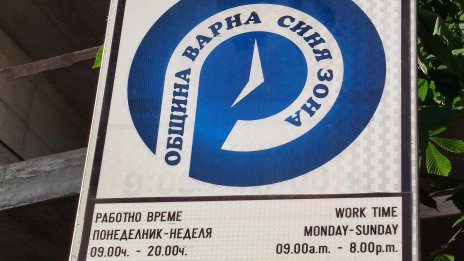 ОБЩИНА ВАРНА СИНЯ ЗОНА
РАБОТНО ВРЕМЕ
ПОНЕДЕЛНИК-НЕДЕЛЯ
09.00ч. - 20.00ч.
WORK TIME
MONDAY-SUNDAY
09.00a.m. - 8.00p.m.